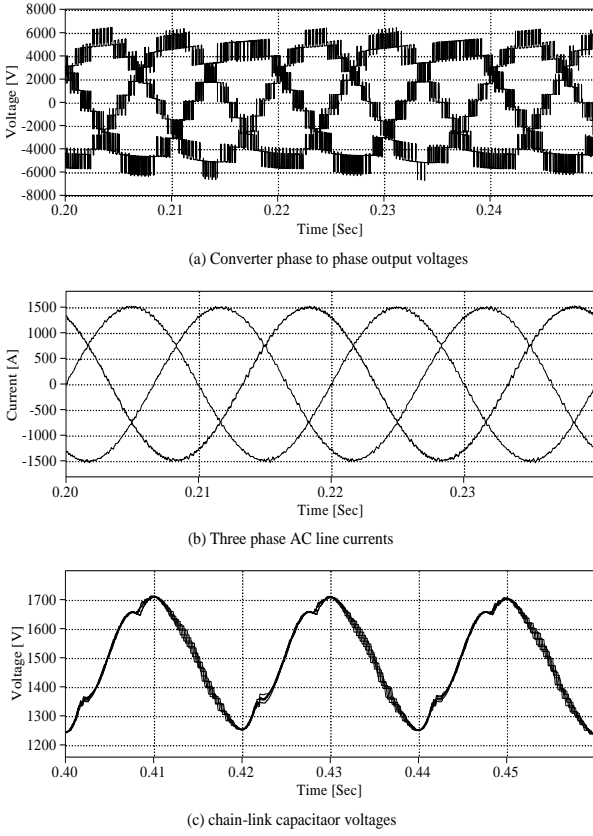 8000
6000
4000
2000
0
-2000
-4000
-6000
-8000
Voltage [V]
0.20 0.21 0.22 0.23 0.24
Time [Sec]
(a) Converter phase to phase output voltages
1500
1000
500
0
-500
-1000
-1500
Current [A]
0.20 0.21 0.22 0.23
Time [Sec]
(b) Three phase AC line currents
1700
1600
1500
1400
1300
1200
Voltage [V]
0.40 0.41 0.42 0.43 0.44 0.45
Time [Sec]
(c) chain-link capacitaor voltages